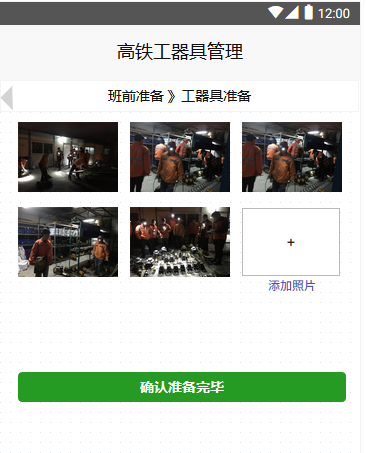 12:00
高铁工器具管理
班前准备 》工器具准备
+
添加照片
确认准备完毕